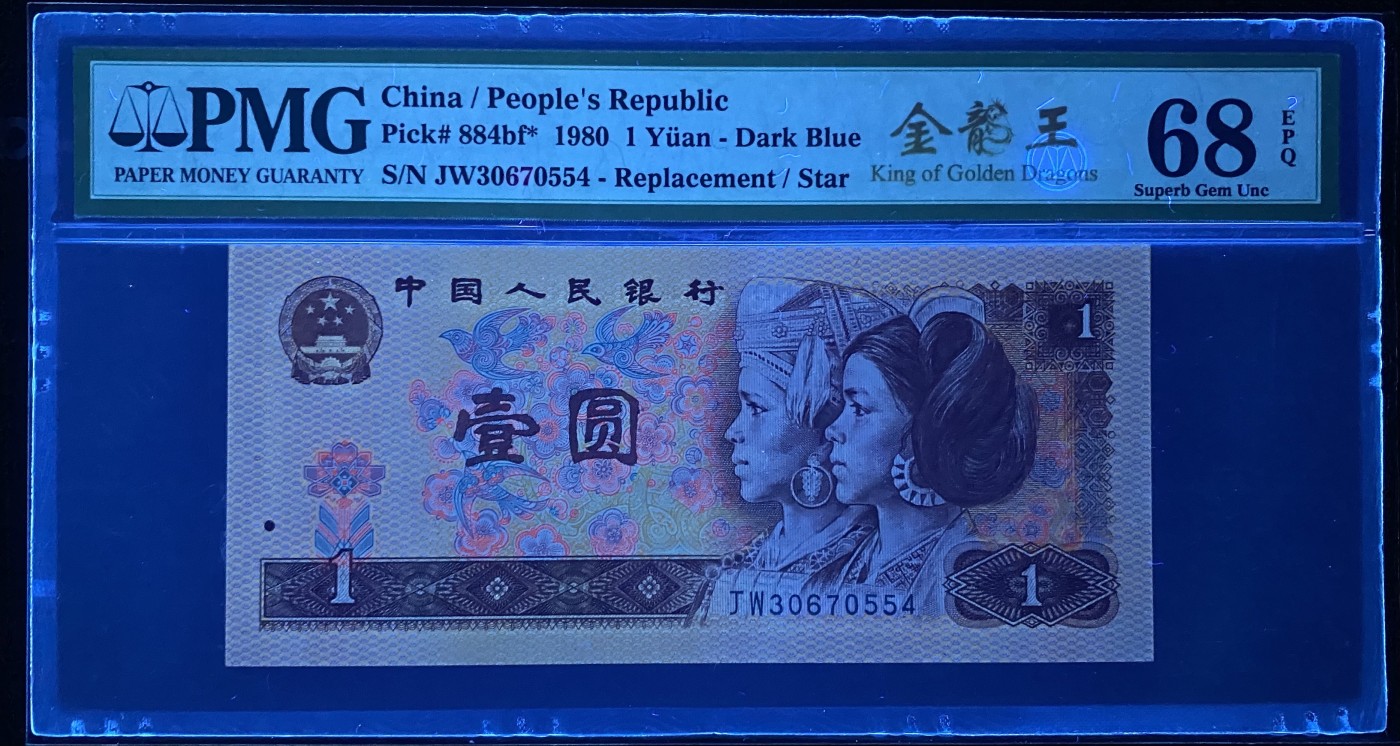 PMG
PAPER MONEY GUARANTY
China / People's Republic
Pick# 884bf* 1980 1 Yüan - Dark Blue
S/N JW30670554 - Replacement / Star
金龍王
King of Golden Dragons
68
EPQ
Superb Gem Unc
中国人民银行
1
壹圆
1
1
JW30670554